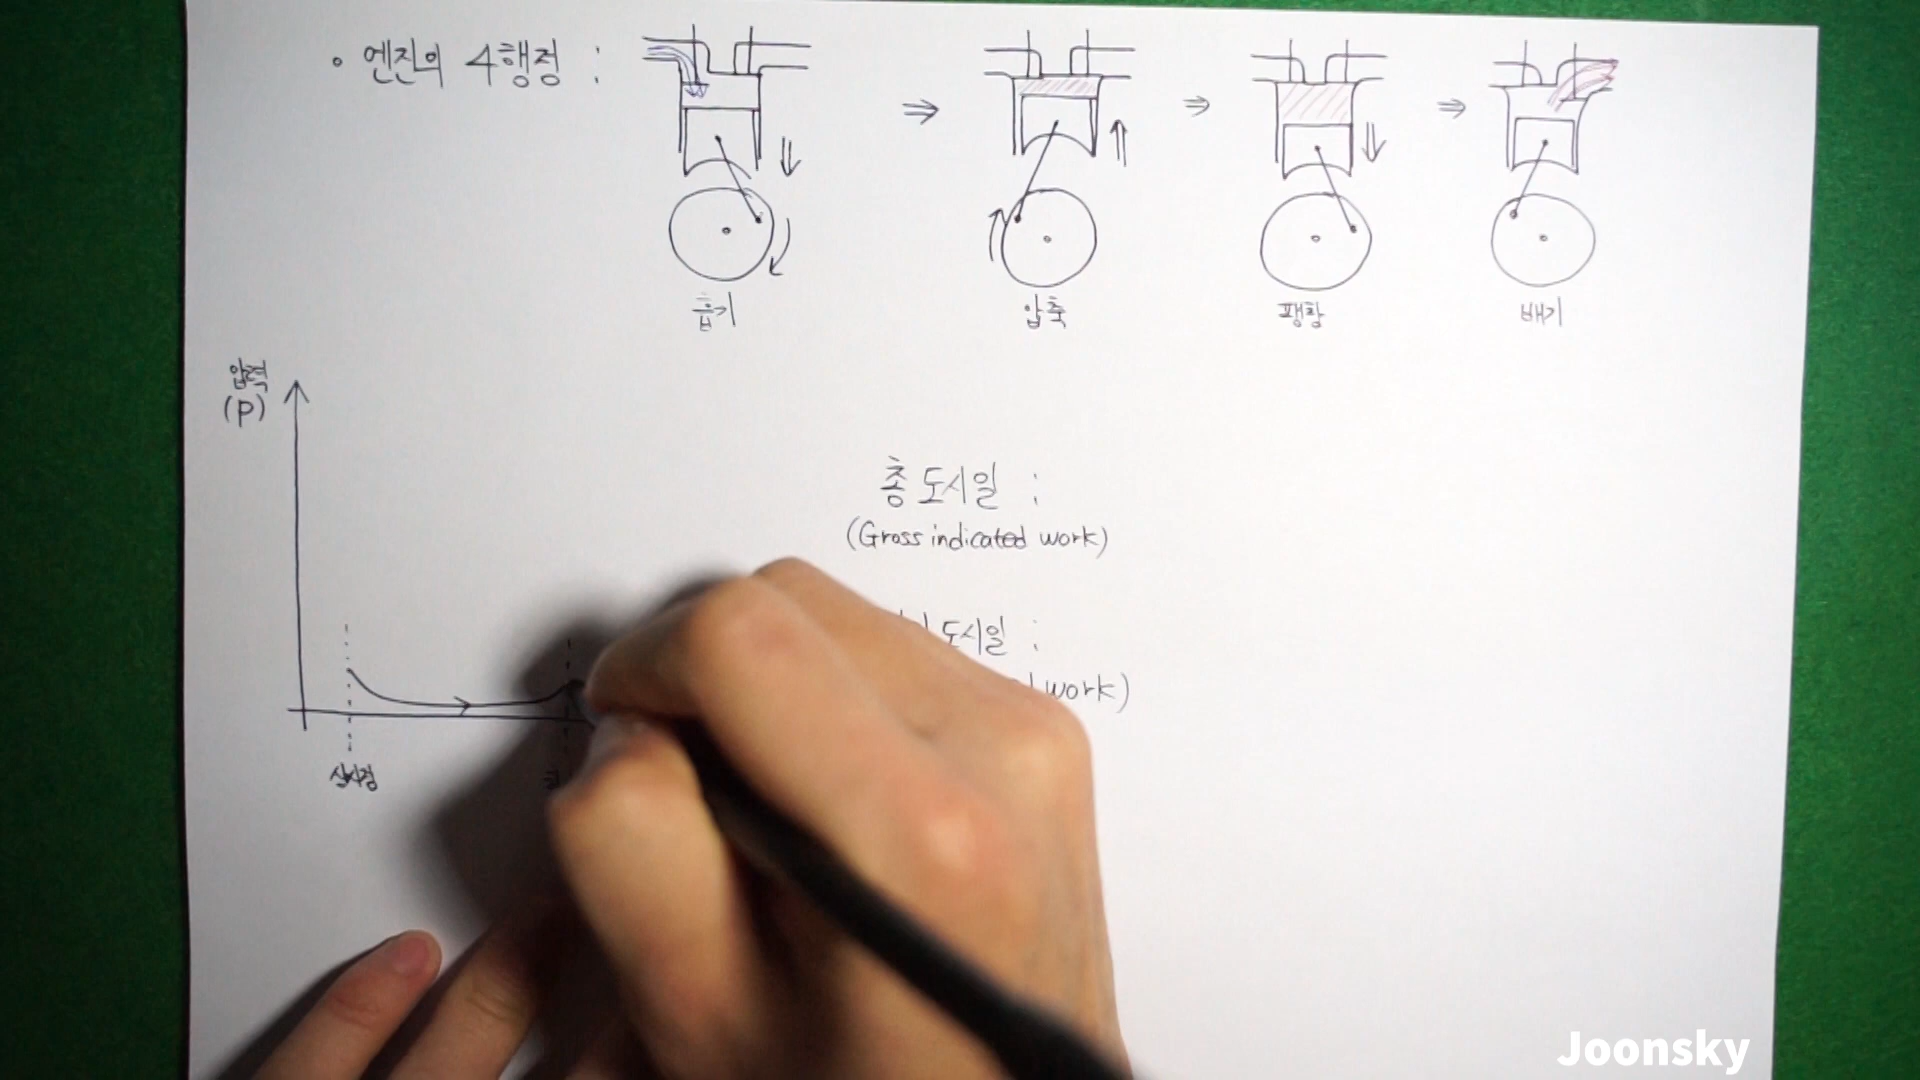 • 엔진의 4행정 :
⇒ ⇒ ⇒
흡기 압축 팽창 배기
압력
(P)
총 도시일 :
(Gross indicated work)
도시일 :
work)
상사점
Joonsky